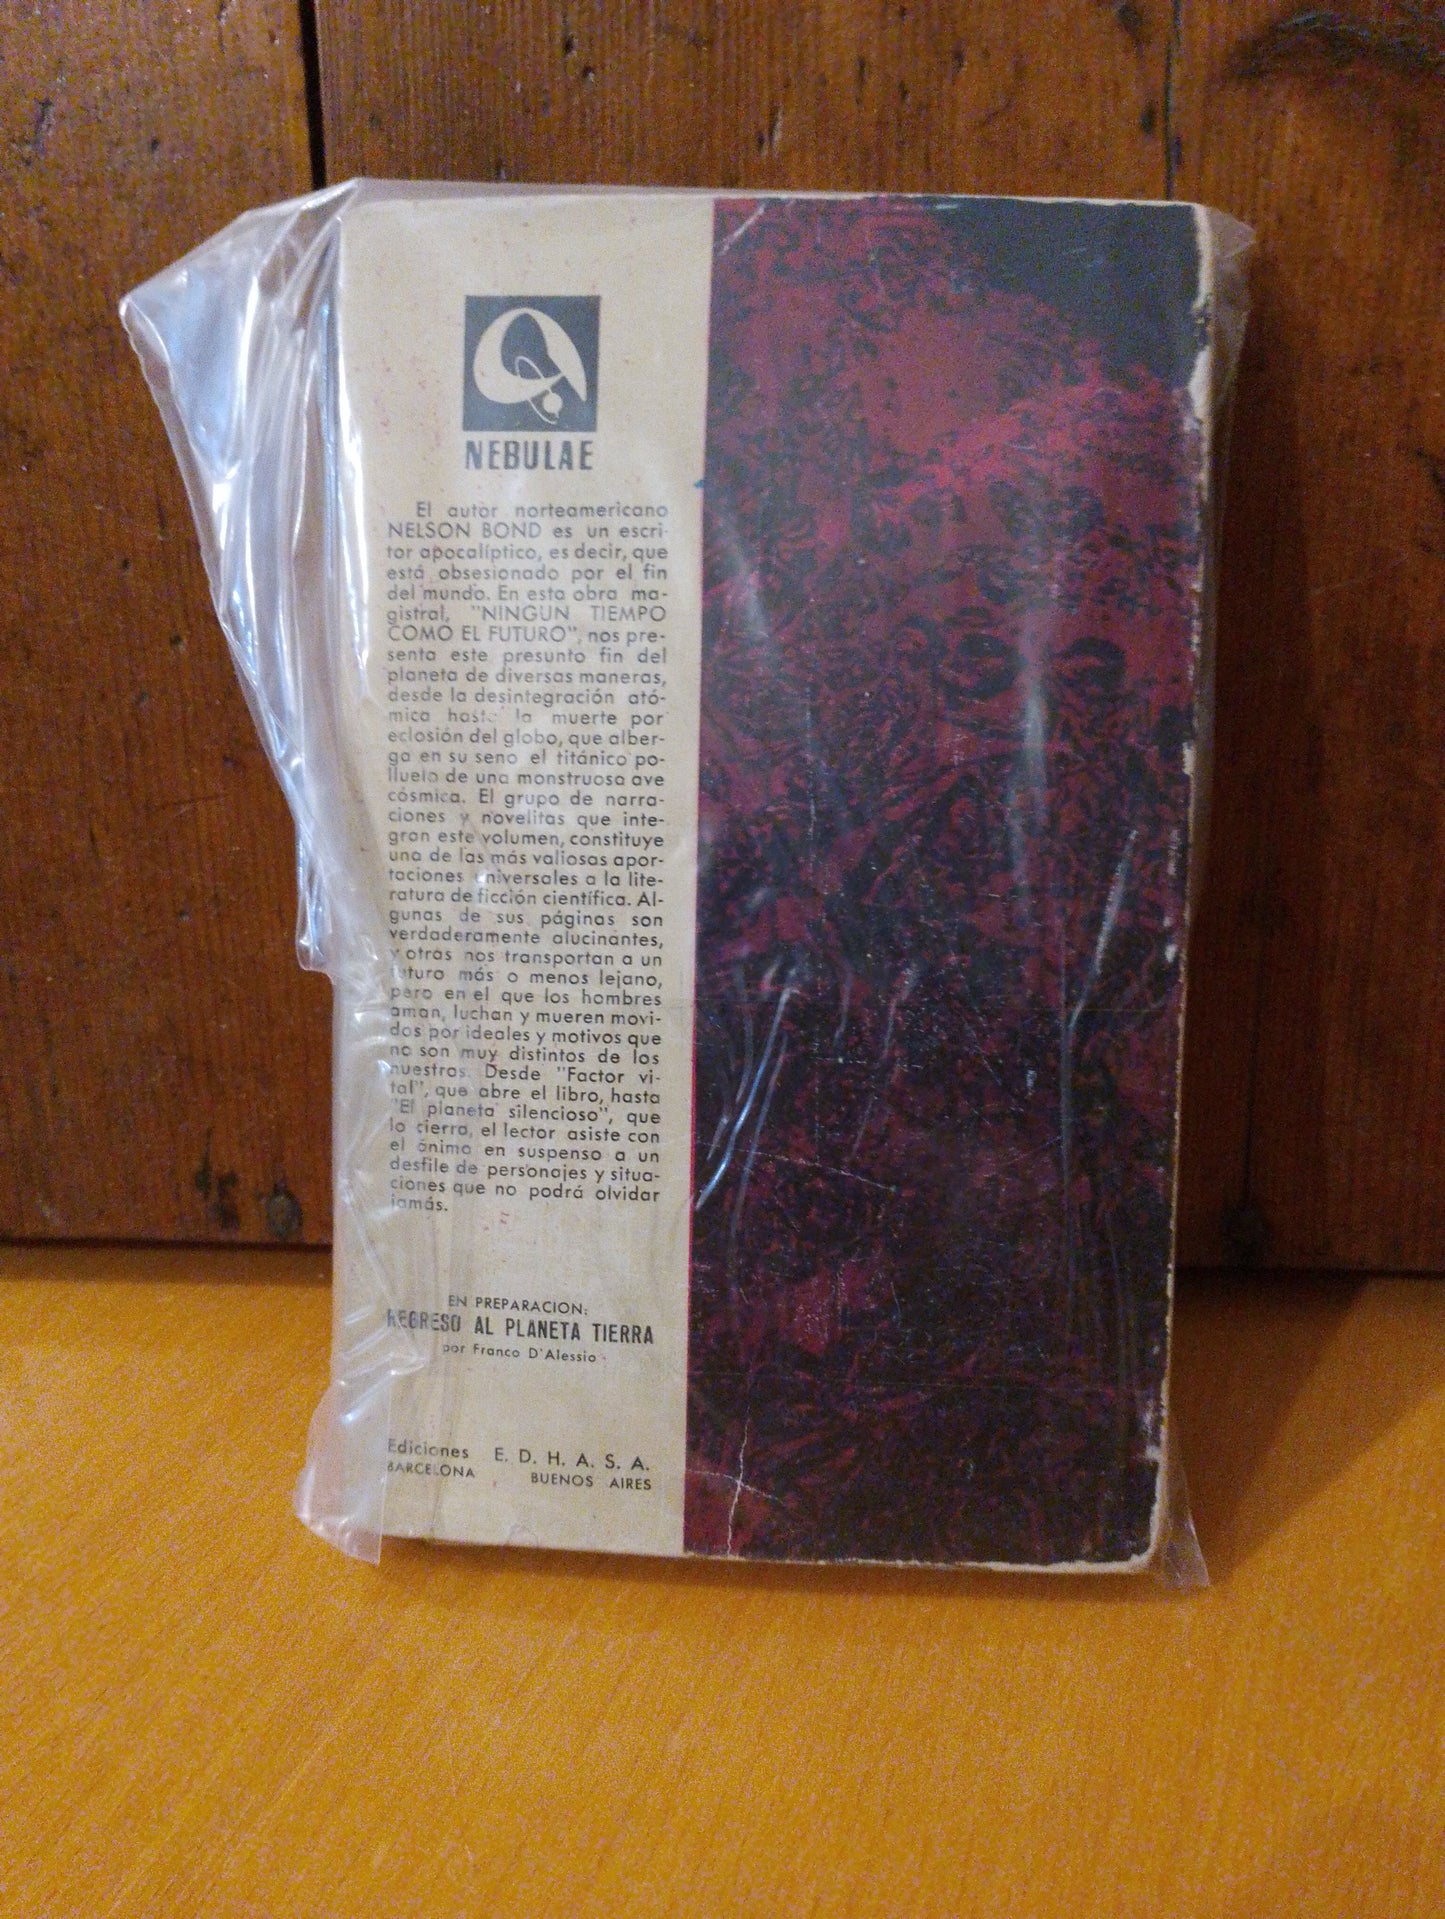 NEBULAE
El autor norteamericano
NELSON BOND es un escri-
tor apocalíptico, es decir, que
está obsesionado por el fin
del mundo. En esta obra ma-
gistral, "NINGUN TIEMPO
COMO EL FUTURO", nos pre-
senta este presunto fin del
planeta de diversas maneras,
desde la desintegración ató-
mica hasta la muerte por
eclosión del globo, que alber-
ga en su seno el titánico po-
lluelo de una monstruosa ave
cósmica. El grupo de narra-
ciones y novelitas que inte-
gran este volumen, constituye
una de las más valiosas apor-
taciones universales a la lite-
ratura de ficción científica. Al-
gunas de sus páginas son
verdaderamente alucinantes,
y otras nos transportan a un
futuro más o menos lejano,
pero en el que los hombres
aman, luchan y mueren movi-
dos por ideales y motivos que
no son muy distintos de los
nuestros. Desde "Factor vi-
tal", que abre el libro, hasta
"El planeta silencioso", que
lo cierra, el lector asiste con
el ánimo en suspenso a un
desfile de personajes y situa-
ciones que no podrá olvidar
jamás.
EN PREPARACION:
REGRESO AL PLANETA TIERRA
por Franco D'Alessio
Ediciones E. D. H. A. S. A.
BARCELONA BUENOS AIRES